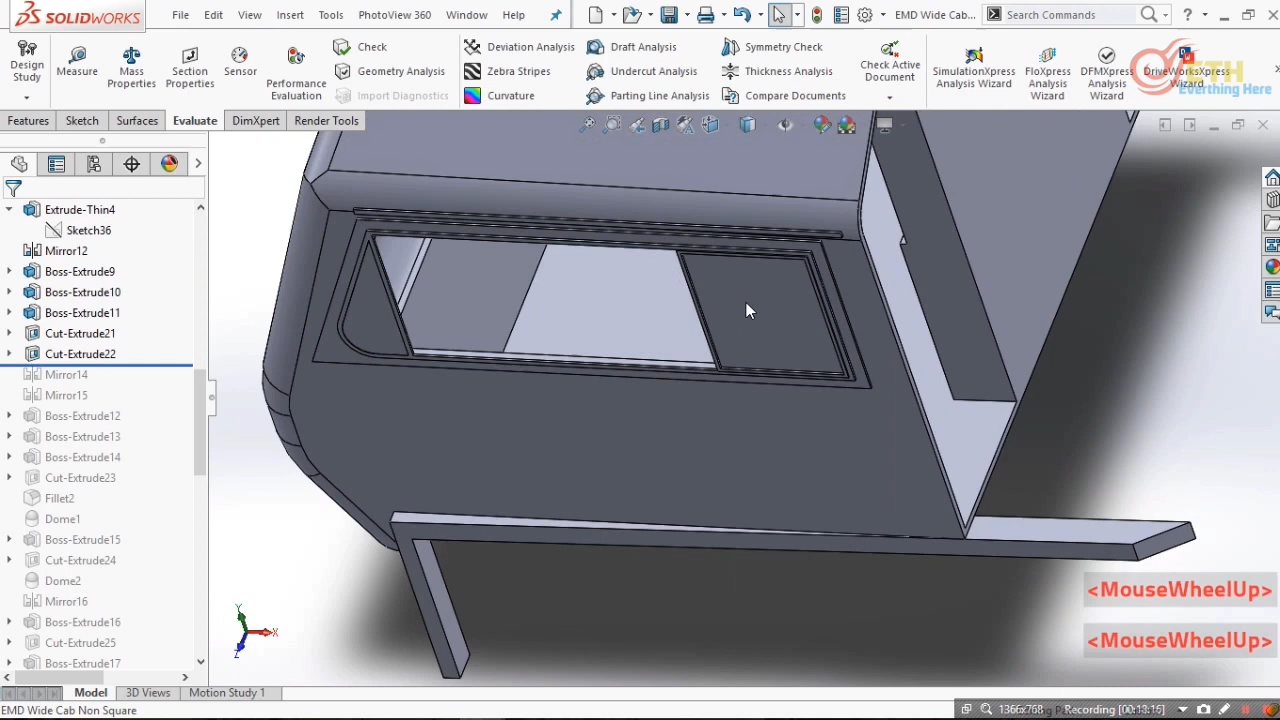 SOLIDWORKS
File Edit View Insert Tools PhotoView 360 Window Help
EMD Wide Cab...
Search Commands
Design Study
Measure
Mass Properties
Section Properties
Sensor
Performance Evaluation
Check
Geometry Analysis
Import Diagnostics
Deviation Analysis
Zebra Stripes
Curvature
Draft Analysis
Undercut Analysis
Parting Line Analysis
Symmetry Check
Thickness Analysis
Compare Documents
Check Active Document
SimulationXpress Analysis Wizard
FloXpress Analysis Wizard
DFMXpress Analysis Wizard
DriveWorksXpress Wizard
ETH
Everthing Here
Features Sketch Surfaces Evaluate DimXpert Render Tools
Extrude-Thin4
Sketch36
Mirror12
Boss-Extrude9
Boss-Extrude10
Boss-Extrude11
Cut-Extrude21
Cut-Extrude22
Mirror14
Mirror15
Boss-Extrude12
Boss-Extrude13
Boss-Extrude14
Cut-Extrude23
Fillet2
Dome1
Boss-Extrude15
Cut-Extrude24
Dome2
Mirror16
Boss-Extrude16
Cut-Extrude25
Boss-Extrude17
Y
X
Z
<MouseWheelUp>
<MouseWheelUp>
Model 3D Views Motion Study 1
EMD Wide Cab Non Square
1366x768
Recording [00:18:16]